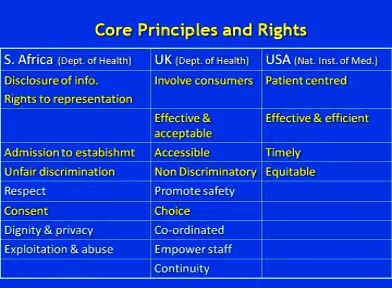 Core Principles and Rights
S. Africa (Dept. of Health) UK (Dept. of Health) USA (Nat. Inst. of Med.)
Disclosure of info. Involve consumers Patient centred
Rights to representation
Effective & Effective & efficient
acceptable
Admission to estabishmt Accessible Timely
Unfair discrimination Non Discriminatory Equitable
Respect Promote safety
Consent Choice
Dignity & privacy Co-ordinated
Exploitation & abuse Empower staff
Continuity